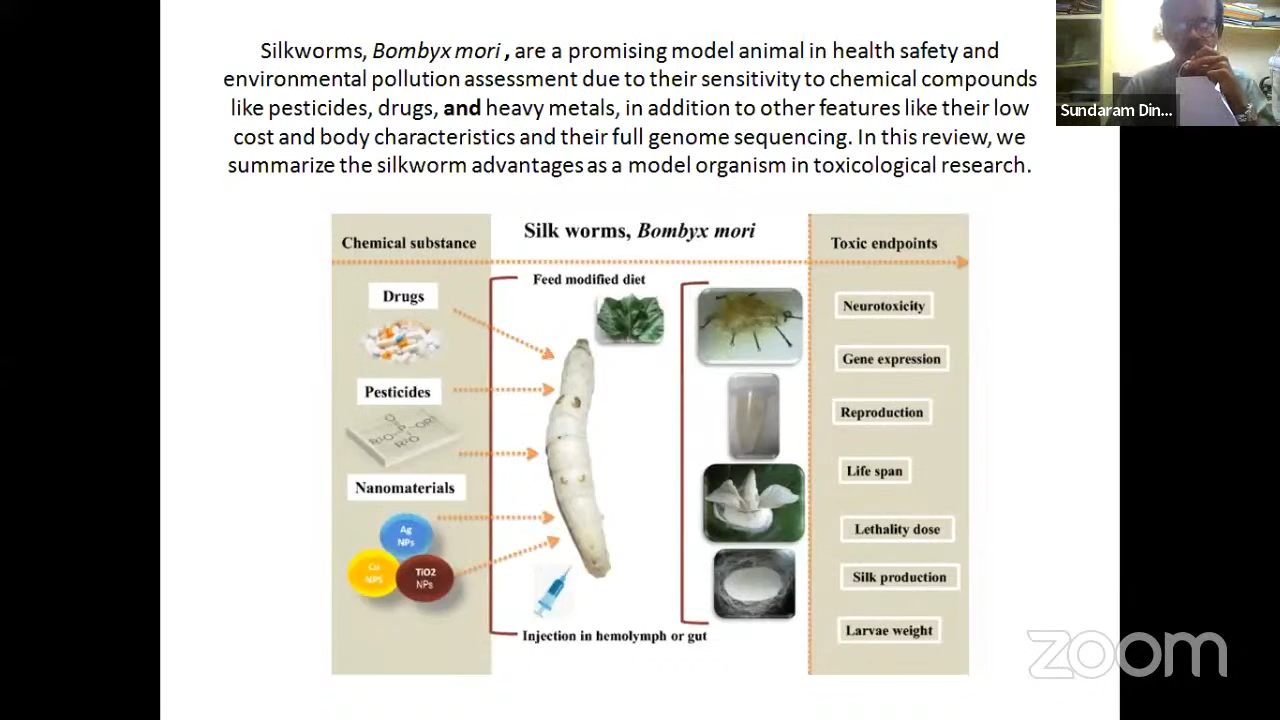 Silkworms, Bombyx mori , are a promising model animal in health safety and
environmental pollution assessment due to their sensitivity to chemical compounds
like pesticides, drugs, and heavy metals, in addition to other features like their low
cost and body characteristics and their full genome sequencing. In this review, we
summarize the silkworm advantages as a model organism in toxicological research.
Sundaram Din...
Chemical substance
Silk worms, Bombyx mori
Toxic endpoints
Feed modified diet
Drugs
Pesticides
O
R¹O P OR³
R²O
Nanomaterials
Ag
NPs
Cu
NPS
TiO2
NPs
Injection in hemolymph or gut
Neurotoxicity
Gene expression
Reproduction
Life span
Lethality dose
Silk production
Larvae weight
zoom